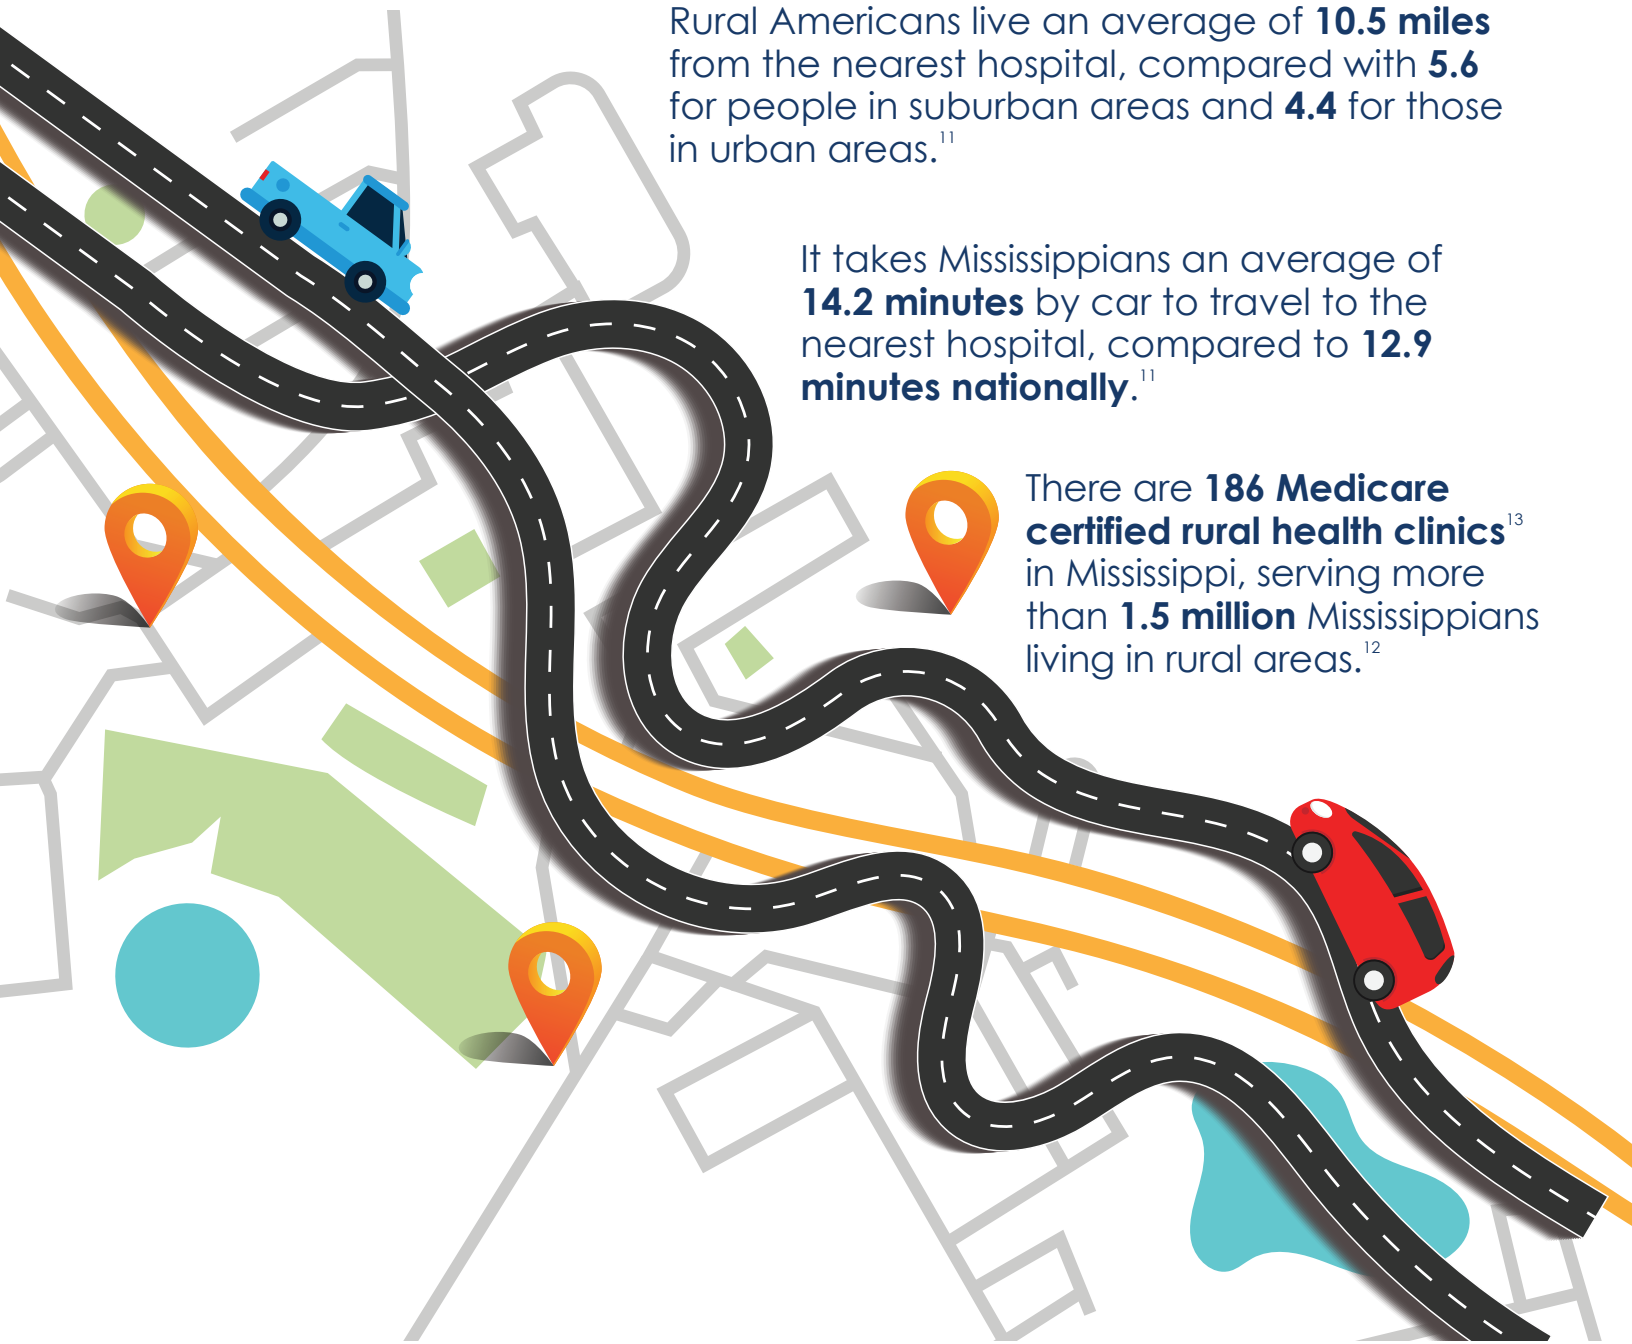 Rural Americans live an average of 10.5 miles
from the nearest hospital, compared with 5.6
for people in suburban areas and 4.4 for those
in urban areas.11
It takes Mississippians an average of
14.2 minutes by car to travel to the
nearest hospital, compared to 12.9
minutes nationally.11
There are 186 Medicare
certified rural health clinics13
in Mississippi, serving more
than 1.5 million Mississippians
living in rural areas.12